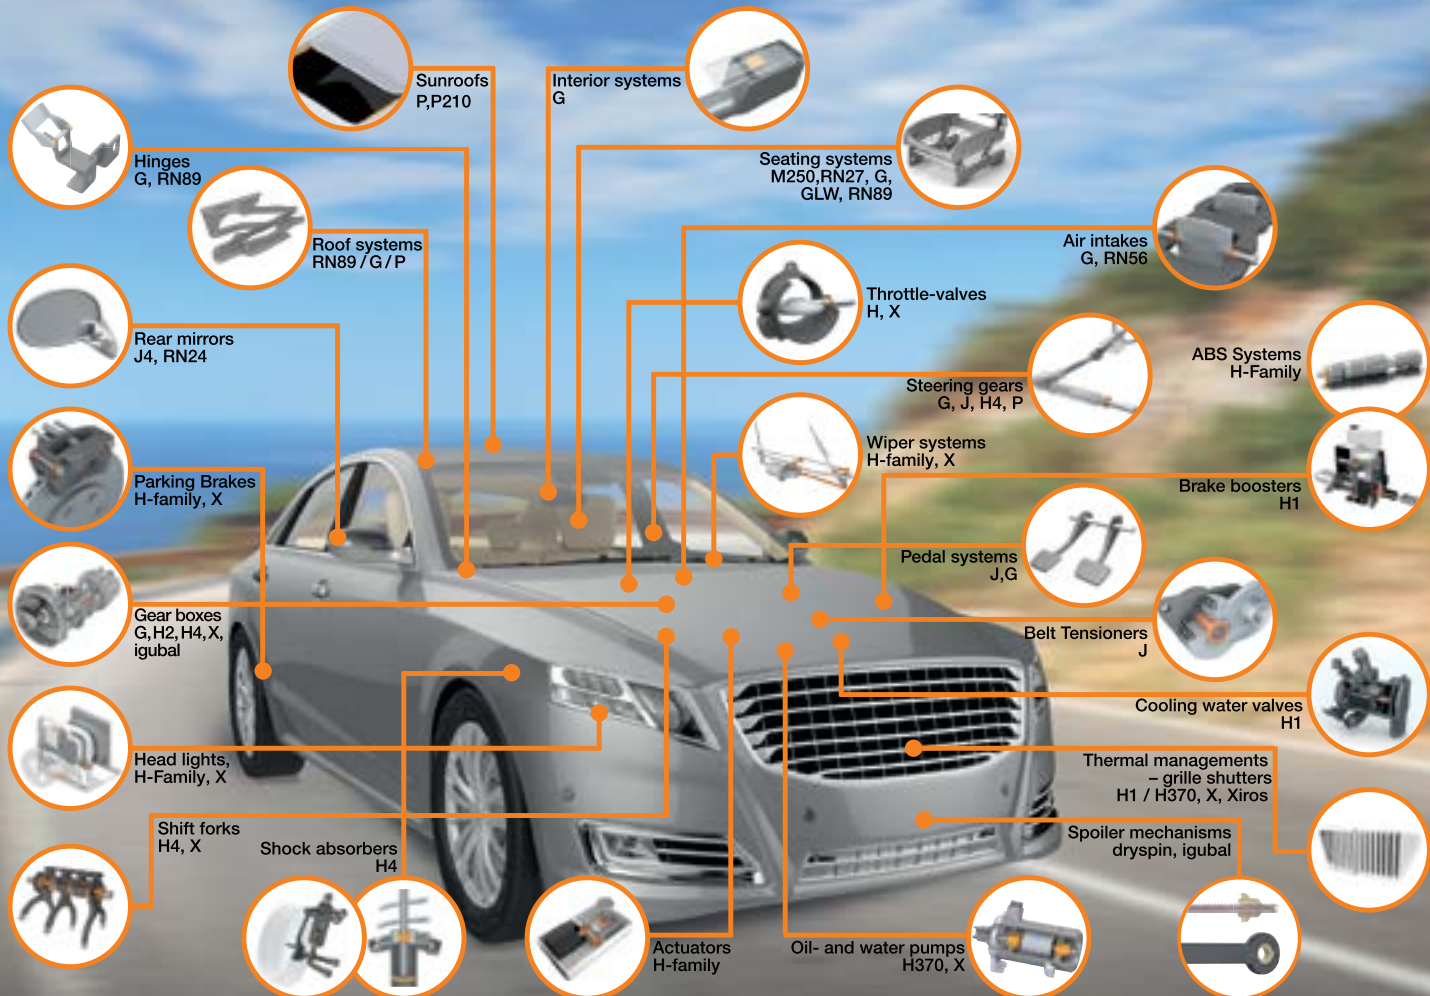 Sunroofs
P,P210
Interior systems
G
Hinges
G, RN89
Seating systems
M250,RN27, G,
GLW, RN89
Roof systems
RN89 / G / P
Air intakes
G, RN56
Throttle-valves
H, X
Rear mirrors
J4, RN24
ABS Systems
H-Family
Steering gears
G, J, H4, P
Wiper systems
H-family, X
Parking Brakes
H-family, X
Brake boosters
H1
Pedal systems
J,G
Gear boxes
G,H2,H4,X,
igubal
Belt Tensioners
J
Cooling water valves
H1
Head lights,
H-Family, X
Thermal managements
– grille shutters
H1 / H370, X, Xiros
Shift forks
H4, X
Shock absorbers
H4
Spoiler mechanisms
dryspin, igubal
Actuators
H-family
Oil- and water pumps
H370, X